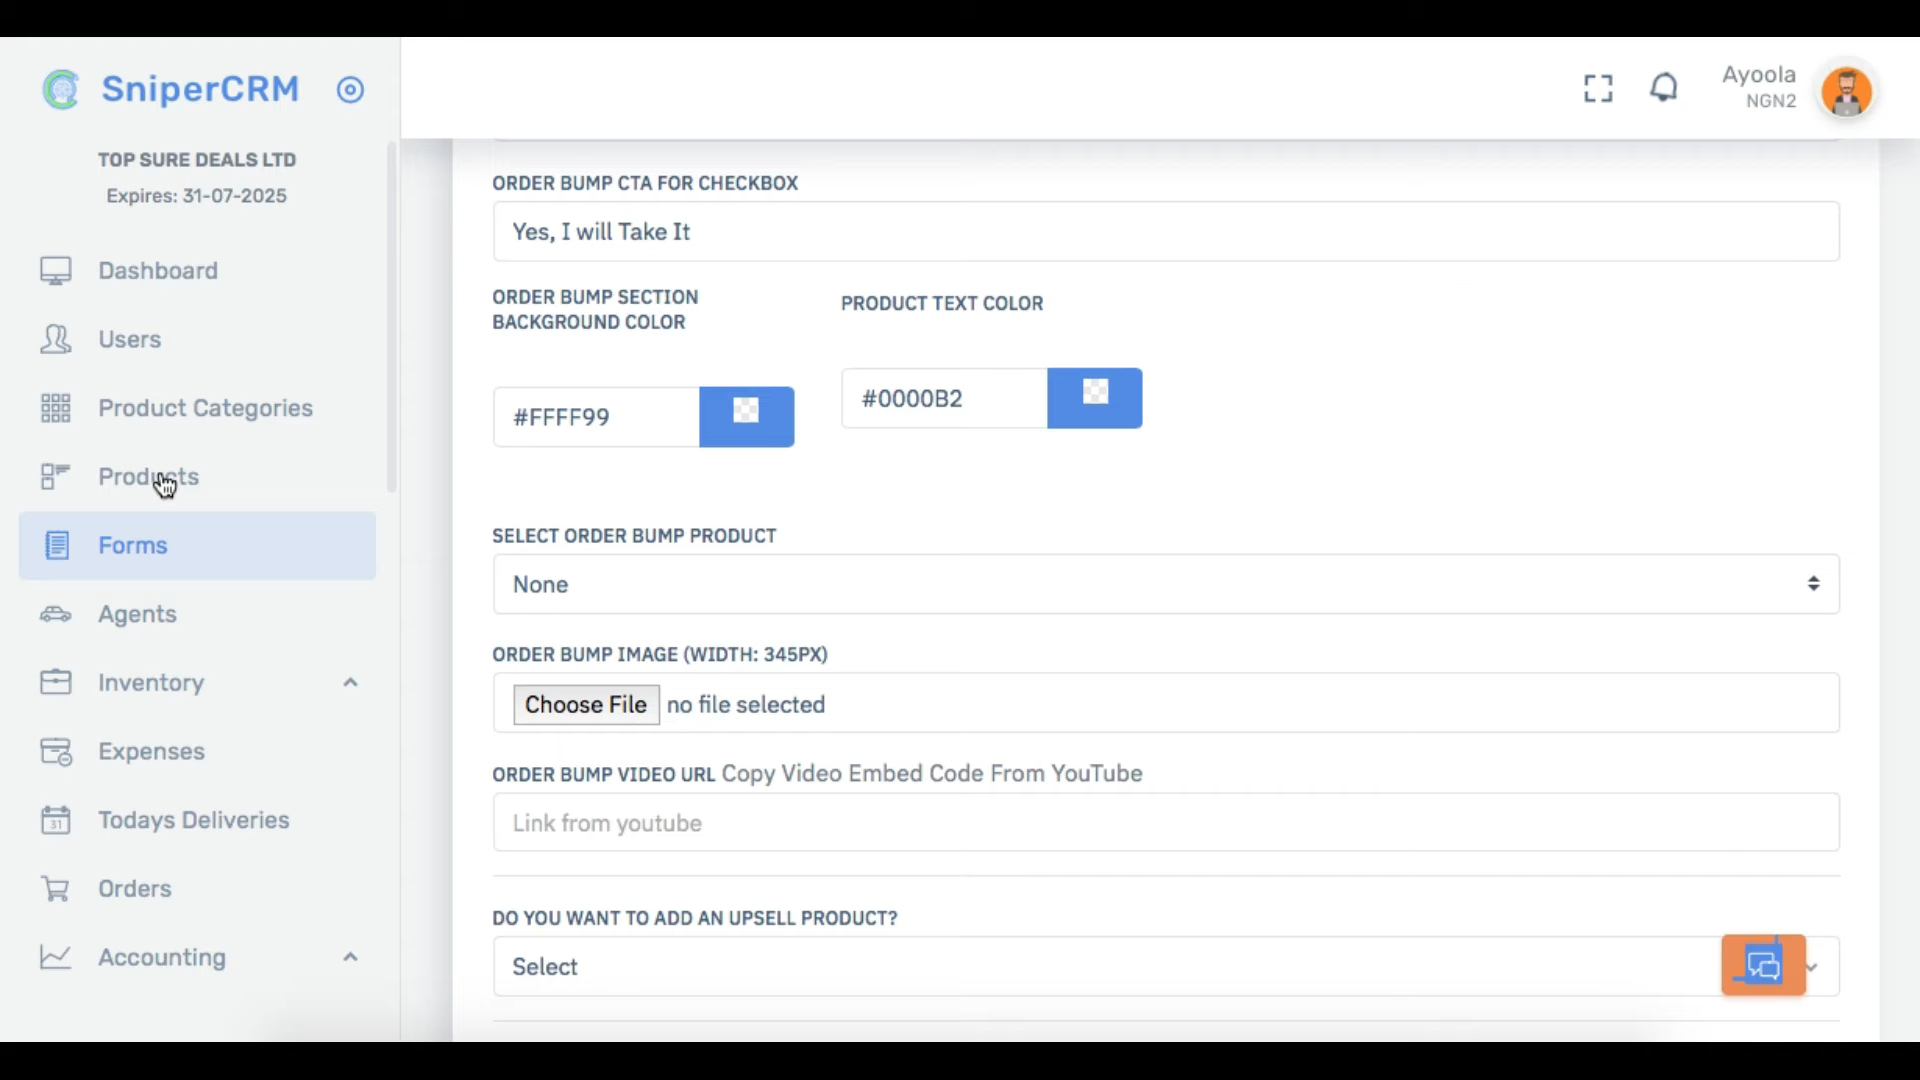 SniperCRM
TOP SURE DEALS LTD
Expires: 31-07-2025
Dashboard
Users
Product Categories
Products
Forms
Agents
Inventory
Expenses
31
Todays Deliveries
Orders
Accounting
Ayoola
NGN2
ORDER BUMP CTA FOR CHECKBOX
Yes, I will Take It
ORDER BUMP SECTION
BACKGROUND COLOR
#FFFF99
PRODUCT TEXT COLOR
#0000B2
SELECT ORDER BUMP PRODUCT
None
ORDER BUMP IMAGE (WIDTH: 345PX)
Choose File no file selected
ORDER BUMP VIDEO URL Copy Video Embed Code From YouTube
Link from youtube
DO YOU WANT TO ADD AN UPSELL PRODUCT?
Select